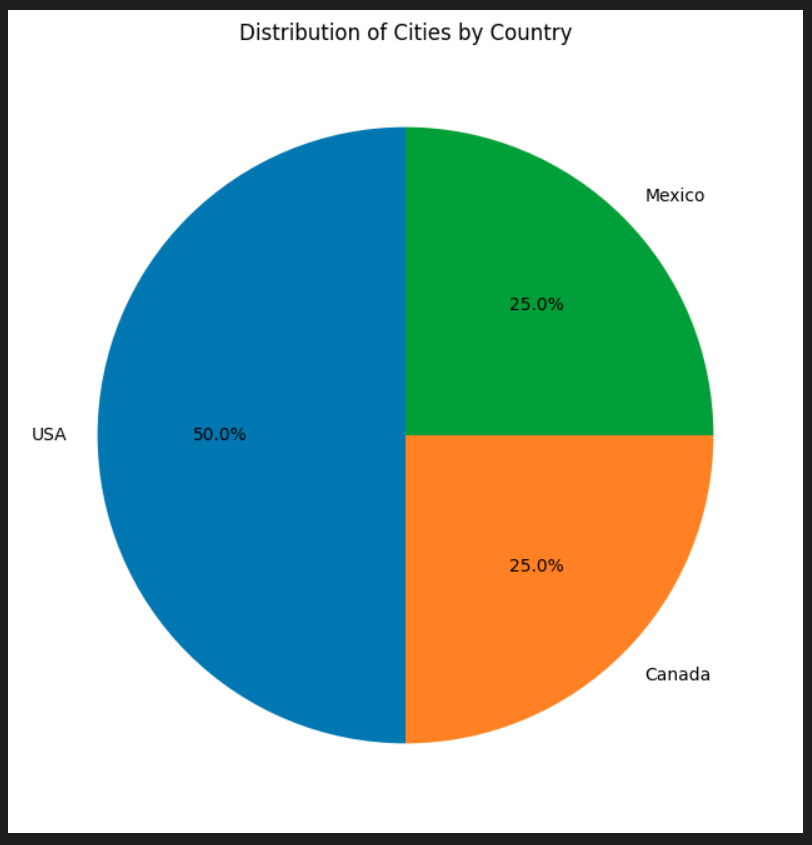 Distribution of Cities by Country
Mexico
25.0%
USA
50.0%
25.0%
Canada